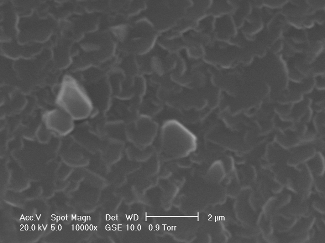 Acc.V Spot Magn Det WD 2 µm
20.0 kV 5.0 10000x GSE 10.0 0.9 Torr